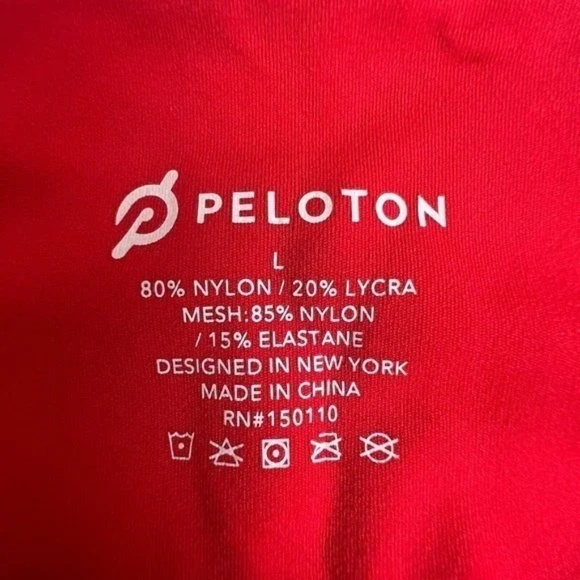 PELOTON
L
80% NYLON / 20% LYCRA
MESH:85% NYLON
/ 15% ELASTANE
DESIGNED IN NEW YORK
MADE IN CHINA
RN#150110